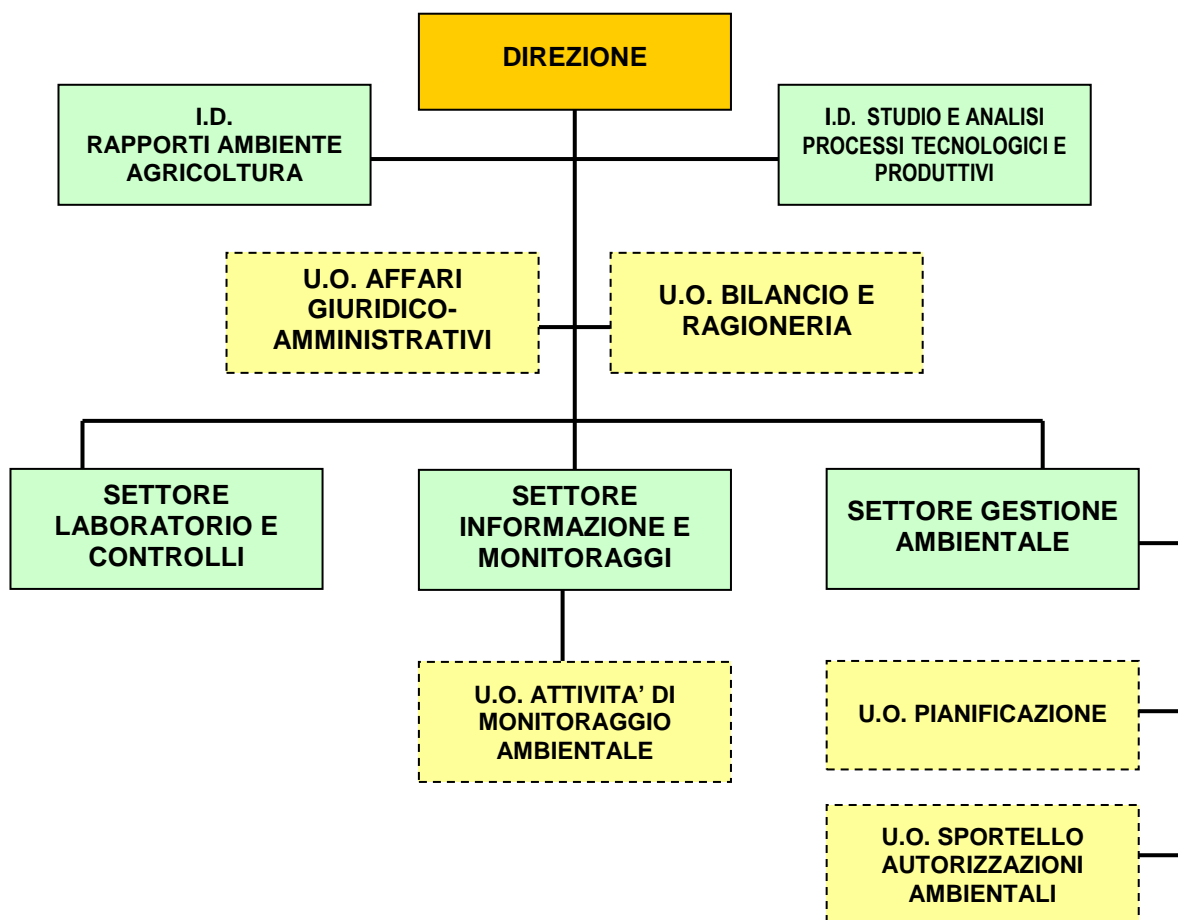 DIREZIONE
I.D.
RAPPORTI AMBIENTE
AGRICOLTURA
I.D. STUDIO E ANALISI
PROCESSI TECNOLOGICI E
PRODUTTIVI
U.O. AFFARI
GIURIDICO-
AMMINISTRATIVI
U.O. BILANCIO E
RAGIONERIA
SETTORE
LABORATORIO E
CONTROLLI
SETTORE
INFORMAZIONE E
MONITORAGGI
SETTORE GESTIONE
AMBIENTALE
U.O. ATTIVITA’ DI
MONITORAGGIO
AMBIENTALE
U.O. PIANIFICAZIONE
U.O. SPORTELLO
AUTORIZZAZIONI
AMBIENTALI